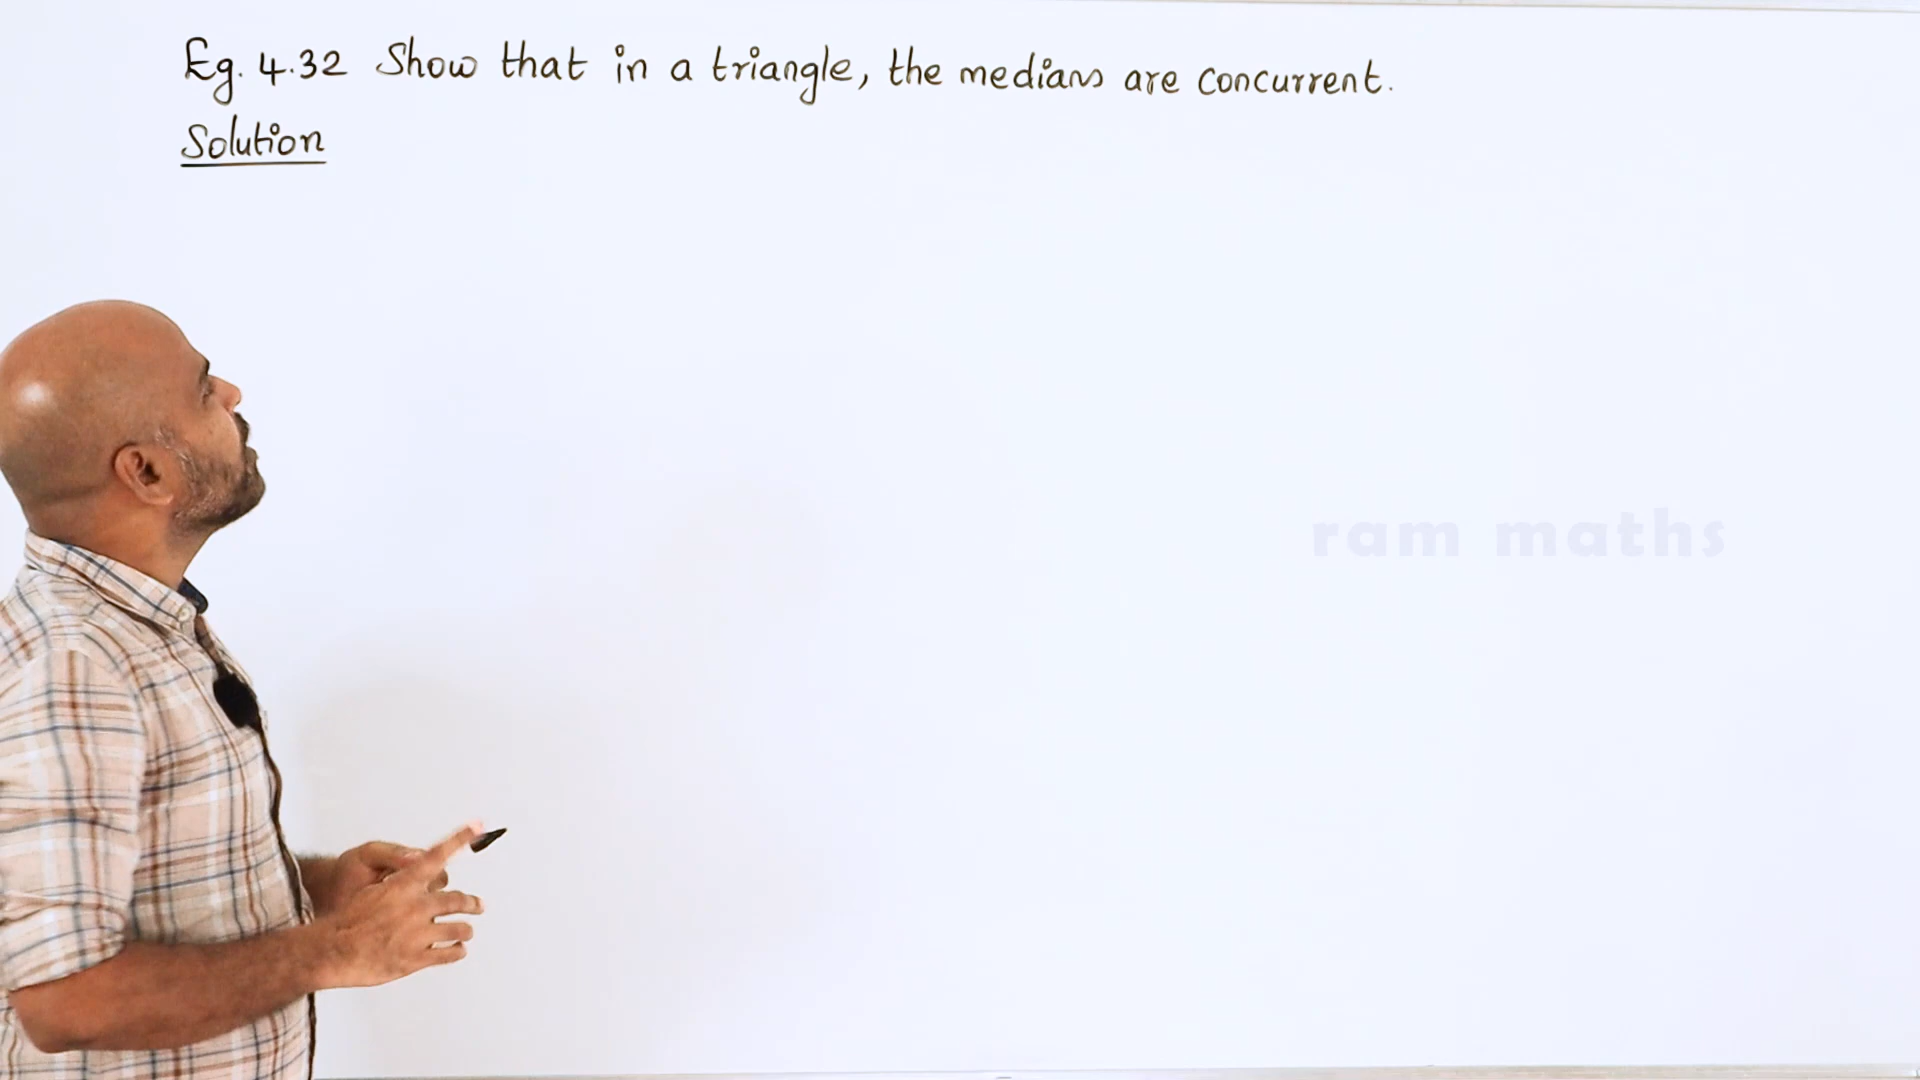 Eg. 4.32 Show that in a triangle, the medians are concurrent.
Solution
ram maths